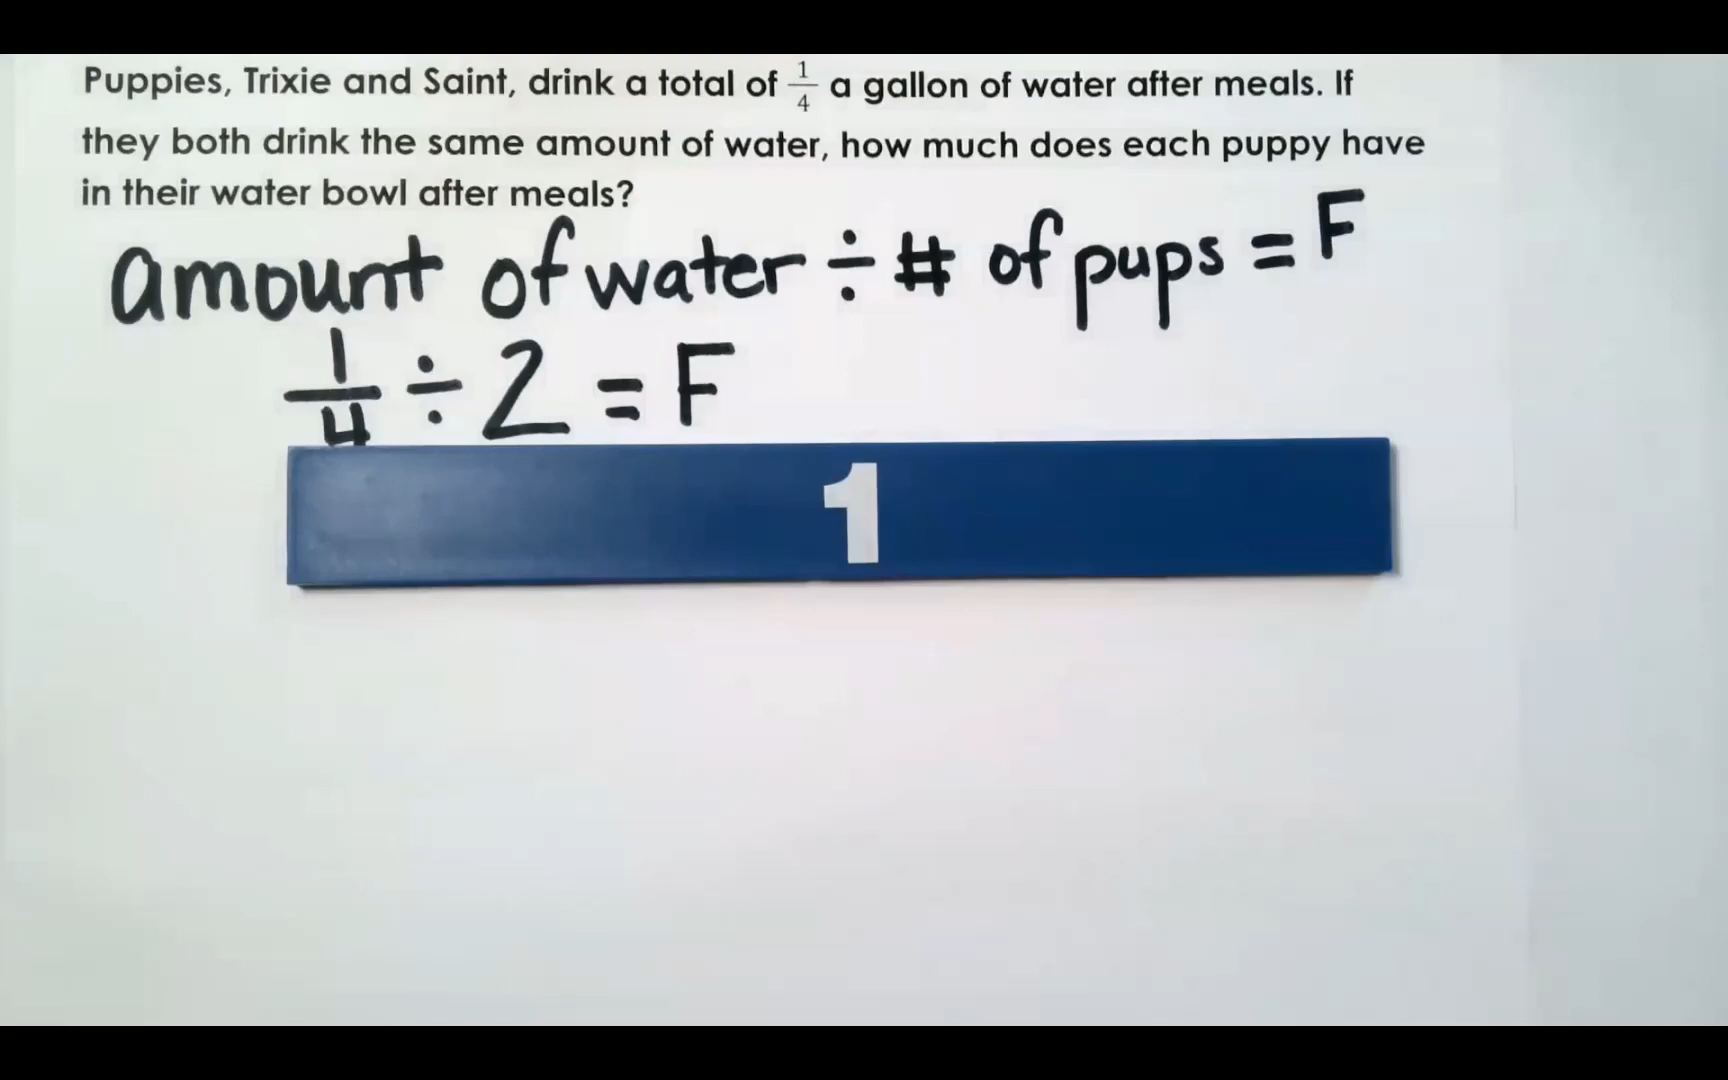 Puppies, Trixie and Saint, drink a total of 1/4 a gallon of water after meals. If
they both drink the same amount of water, how much does each puppy have
in their water bowl after meals?
amount of water ÷ # of pups = F
1/4 ÷ 2 = F
1